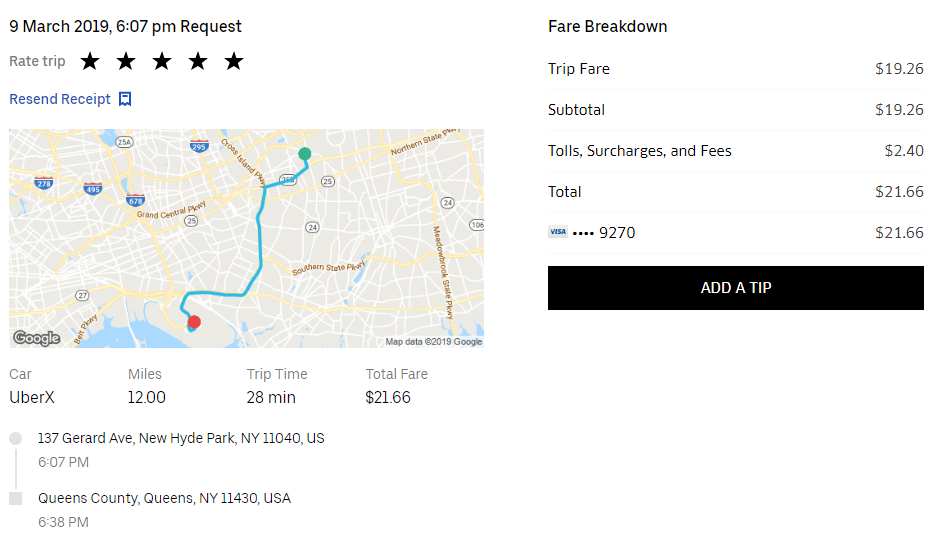 9 March 2019, 6:07 pm Request
Rate trip
Resend Receipt
25A
295
Cross Island Pkwy
Northern State Pkwy
278
495
678
25B
25
Grand Central Pkwy
25
24
24
106
Meadowbrook State Pkwy
Southern State Pkwy
27
Belt Pkwy
Google
Map data ©2019 Google
Car
Miles
Trip Time
Total Fare
UberX
12.00
28 min
$21.66
137 Gerard Ave, New Hyde Park, NY 11040, US
6:07 PM
Queens County, Queens, NY 11430, USA
6:38 PM
Fare Breakdown
Trip Fare $19.26
Subtotal $19.26
Tolls, Surcharges, and Fees $2.40
Total $21.66
VISA •••• 9270 $21.66
ADD A TIP